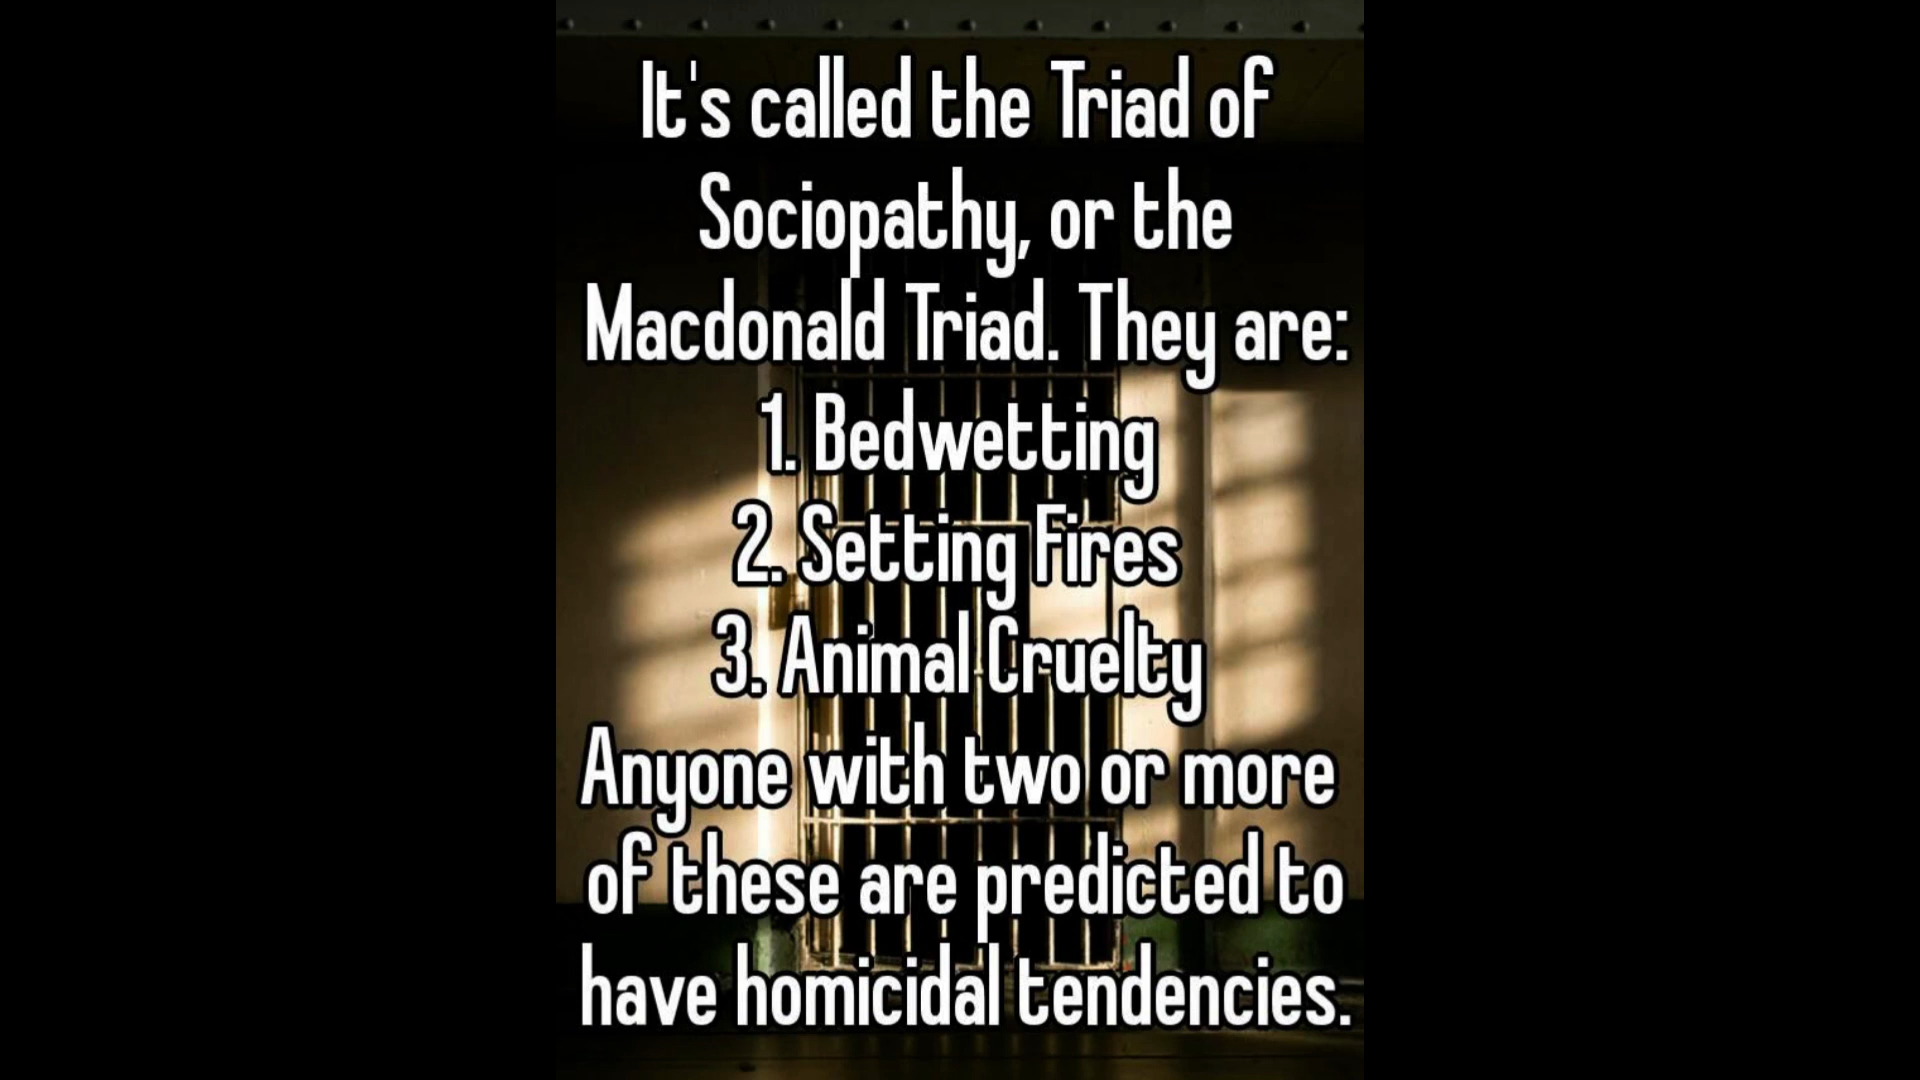 It's called the Triad of
Sociopathy, or the
Macdonald Triad. They are:
1. Bedwetting
2. Setting Fires
3. Animal Cruelty
Anyone with two or more
of these are predicted to
have homicidal tendencies.